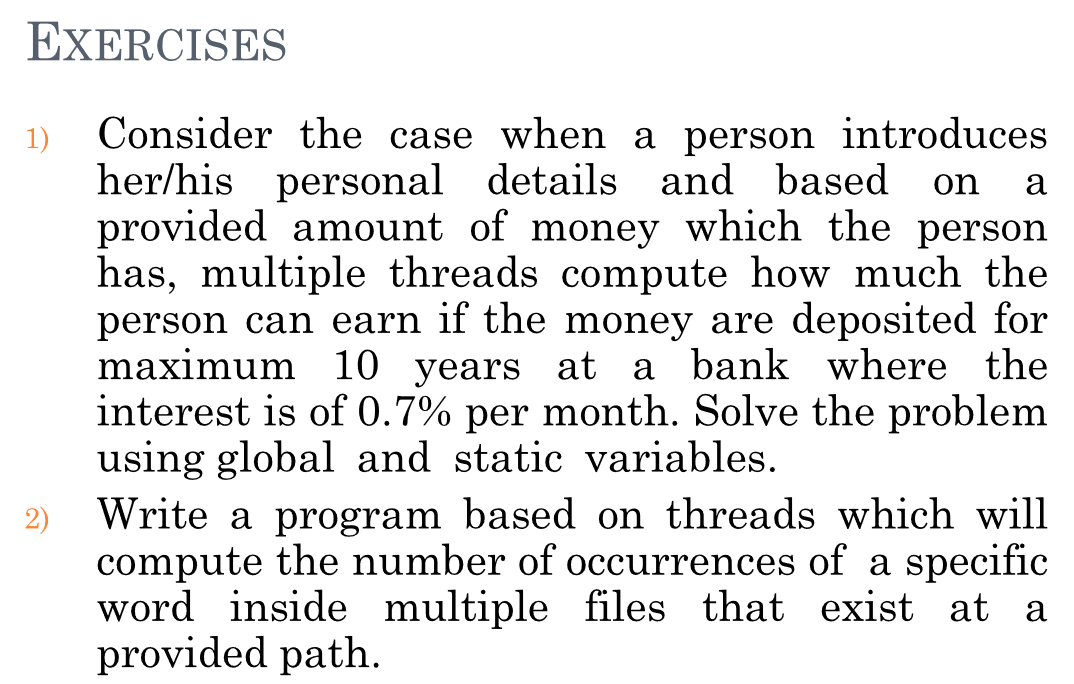 EXERCISES
1) Consider the case when a person introduces
her/his personal details and based on a
provided amount of money which the person
has, multiple threads compute how much the
person can earn if the money are deposited for
maximum 10 years at a bank where the
interest is of 0.7% per month. Solve the problem
using global and static variables.
2) Write a program based on threads which will
compute the number of occurrences of a specific
word inside multiple files that exist at a
provided path.